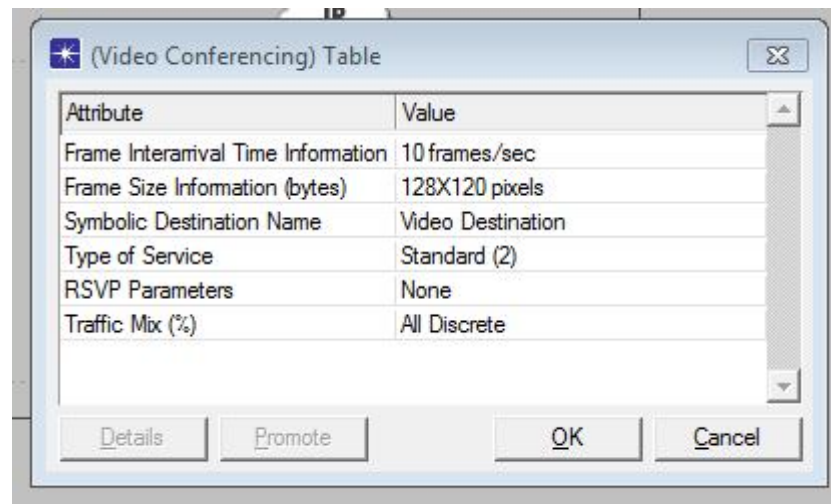 IP
(Video Conferencing) Table
Attribute Value
Frame Interarrival Time Information 10 frames/sec
Frame Size Information (bytes) 128X120 pixels
Symbolic Destination Name Video Destination
Type of Service Standard (2)
RSVP Parameters None
Traffic Mix (%) All Discrete
Details Promote OK Cancel